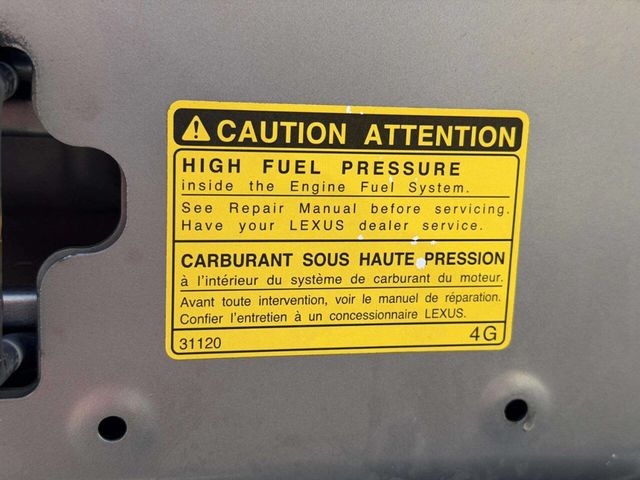 CAUTION ATTENTION
HIGH FUEL PRESSURE
inside the Engine Fuel System.
See Repair Manual before servicing.
Have your LEXUS dealer service.
CARBURANT SOUS HAUTE PRESSION
à l'intérieur du système de carburant du moteur.
Avant toute intervention, voir le manuel de réparation.
Confier l'entretien à un concessionnaire LEXUS.
31120 4G